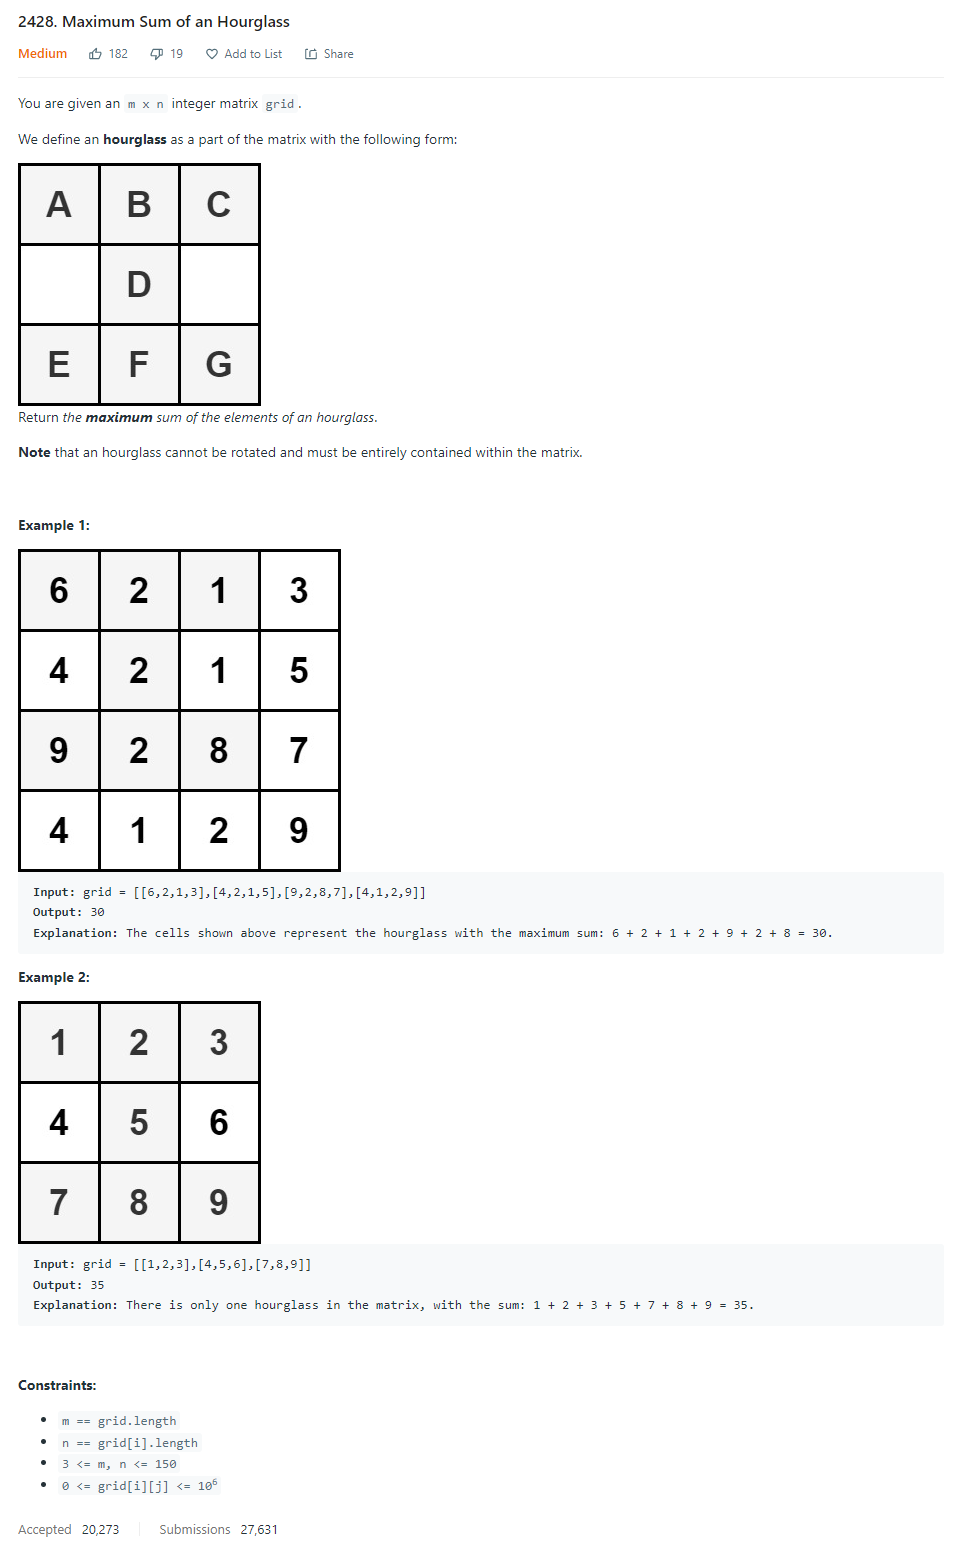 2428. Maximum Sum of an Hourglass
Medium 182 19 Add to List Share
You are given an m x n integer matrix grid.
We define an hourglass as a part of the matrix with the following form:
A B C
D
E F G
Return the maximum sum of the elements of an hourglass.
Note that an hourglass cannot be rotated and must be entirely contained within the matrix.
Example 1:
6 2 1 3
4 2 1 5
9 2 8 7
4 1 2 9
Input: grid = [[6,2,1,3],[4,2,1,5],[9,2,8,7],[4,1,2,9]]
Output: 30
Explanation: The cells shown above represent the hourglass with the maximum sum: 6 + 2 + 1 + 2 + 9 + 2 + 8 = 30.
Example 2:
1 2 3
4 5 6
7 8 9
Input: grid = [[1,2,3],[4,5,6],[7,8,9]]
Output: 35
Explanation: There is only one hourglass in the matrix, with the sum: 1 + 2 + 3 + 5 + 7 + 8 + 9 = 35.
Constraints:
• m == grid.length
• n == grid[i].length
• 3 <= m, n <= 150
• 0 <= grid[i][j] <= 10⁶
Accepted 20,273 Submissions 27,631